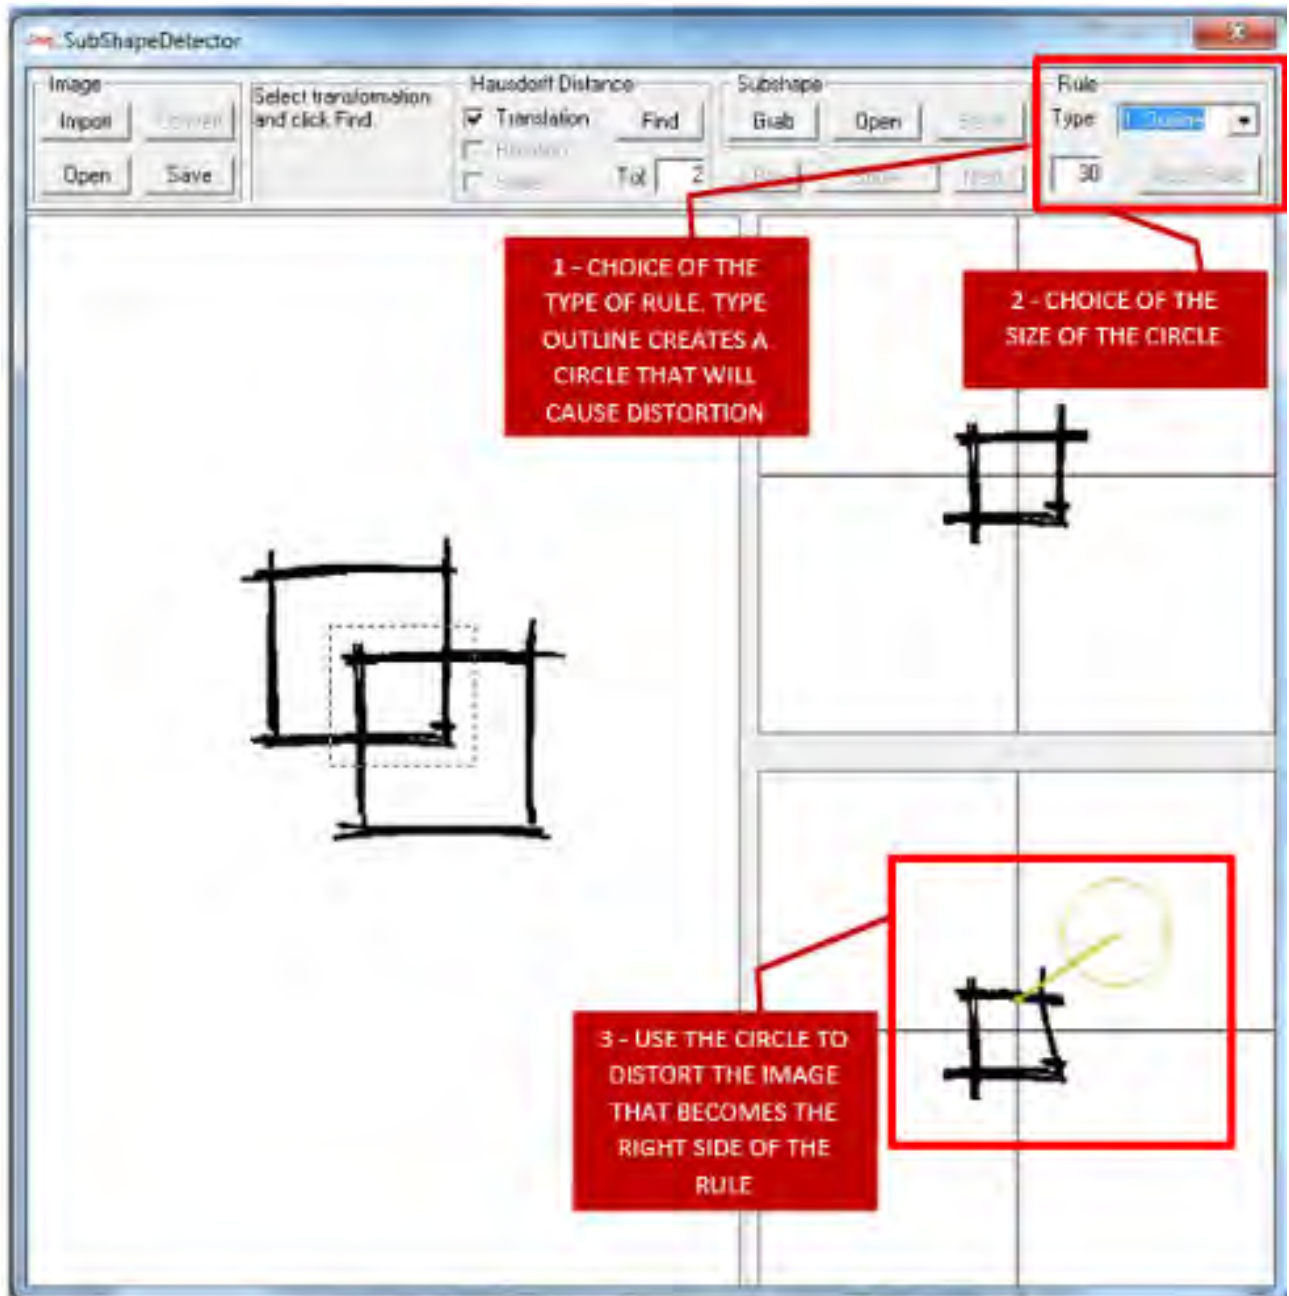 SubShapeDetector
Image
Import
Open
Save
Select transformation
and click Find
Hausdorff Distance
Translation
Find
Tol
2
Subshape
Grab
Open
Rule
Type
1. Outline
30
1 - CHOICE OF THE
TYPE OF RULE. TYPE
OUTLINE CREATES A
CIRCLE THAT WILL
CAUSE DISTORTION
2 - CHOICE OF THE
SIZE OF THE CIRCLE
3 - USE THE CIRCLE TO
DISTORT THE IMAGE
THAT BECOMES THE
RIGHT SIDE OF THE
RULE